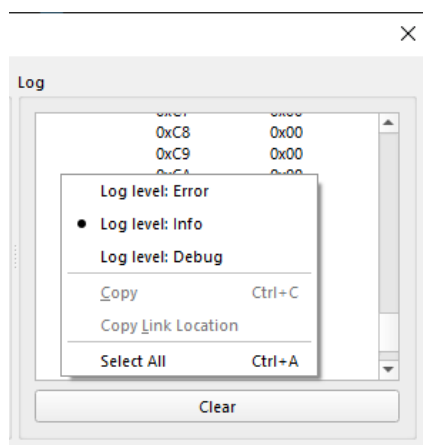 Log
0xC8 0x00
0xC9 0x00
Log level: Error
Log level: Info
Log level: Debug
Copy Ctrl+C
Copy Link Location
Select All Ctrl+A
Clear